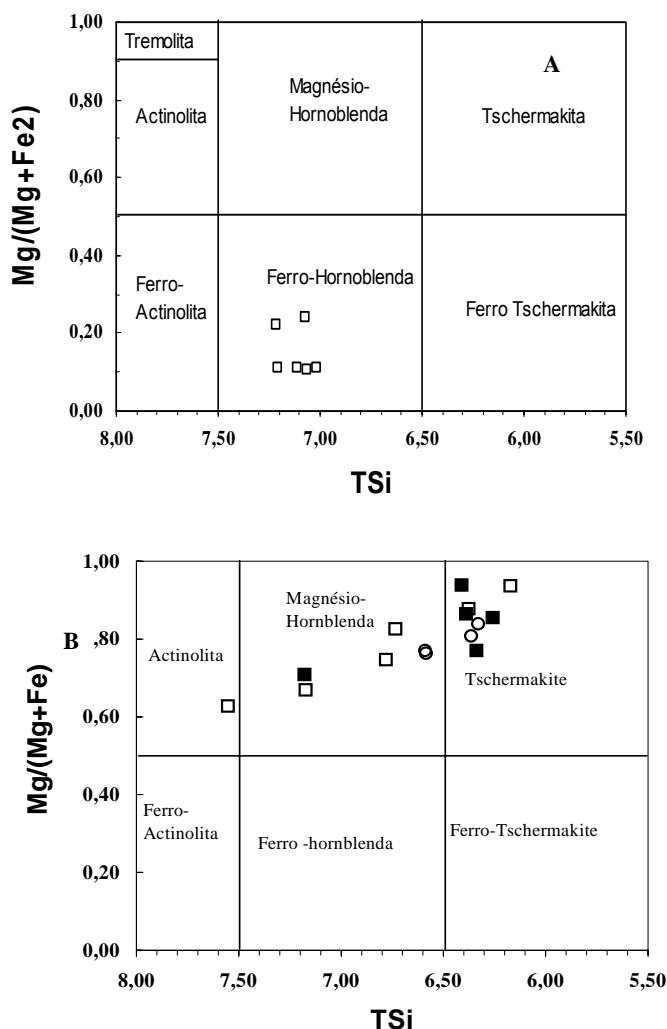 1,00
Tremolita
A
Magnésio-
Hornoblenda
0,80
Actinolita
Tschermakita
0,60
Mg/(Mg+Fe2)
0,40
Ferro-
Actinolita
Ferro-Hornoblenda
Ferro Tschermakita
0,20
0,00
8,00 7,50 7,00 6,50 6,00 5,50
TSi
1,00
Magnésio-
Hornblenda
B
,80
Actinolita
Tschermakite
0,60
Mg/(Mg+Fe)
0,40
Ferro-
Actinolita
Ferro -hornblenda
Ferro-Tschermakite
0,20
0,00
8,00 7,50 7,00 6,50 6,00 5,50
TSi